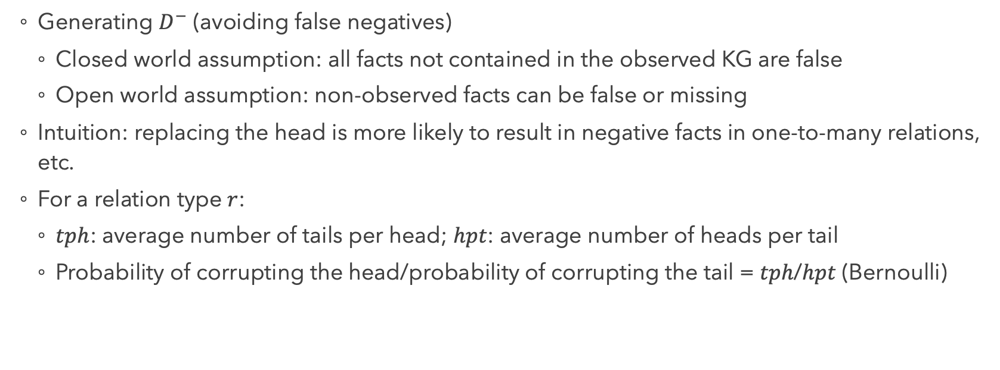 ◦ Generating D⁻ (avoiding false negatives)
◦ Closed world assumption: all facts not contained in the observed KG are false
◦ Open world assumption: non-observed facts can be false or missing
◦ Intuition: replacing the head is more likely to result in negative facts in one-to-many relations,
etc.
◦ For a relation type r:
◦ tph: average number of tails per head; hpt: average number of heads per tail
◦ Probability of corrupting the head/probability of corrupting the tail = tph/hpt (Bernoulli)